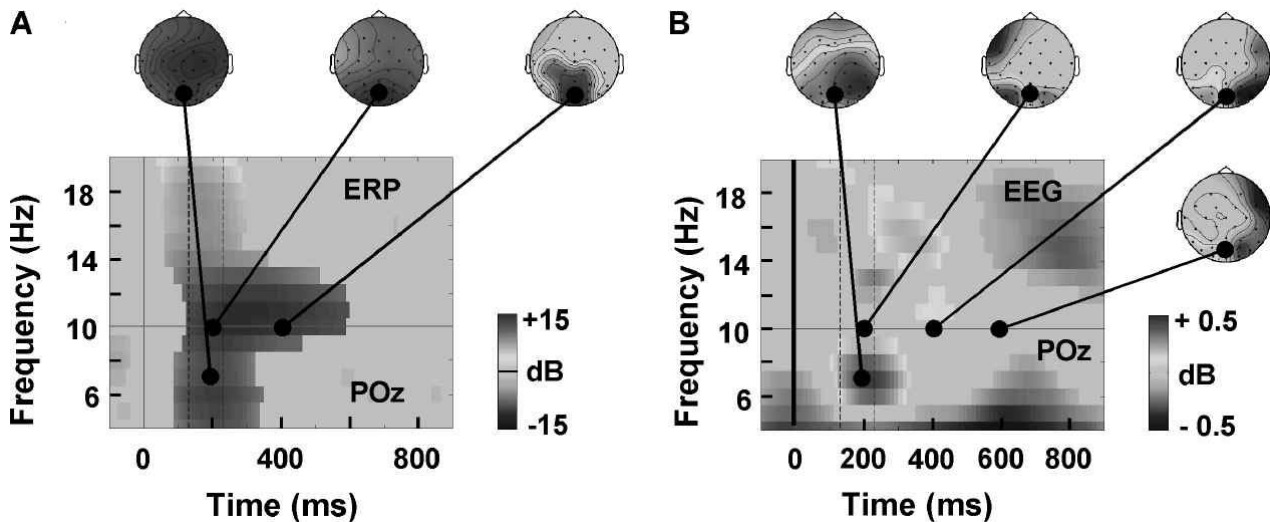 A
ERP
POz
Frequency (Hz)
18
14
10
6
0
400
800
Time (ms)
+15
dB
-15
B
EEG
POz
Frequency (Hz)
18
14
10
6
0
200
400
600
800
Time (ms)
+ 0.5
dB
- 0.5